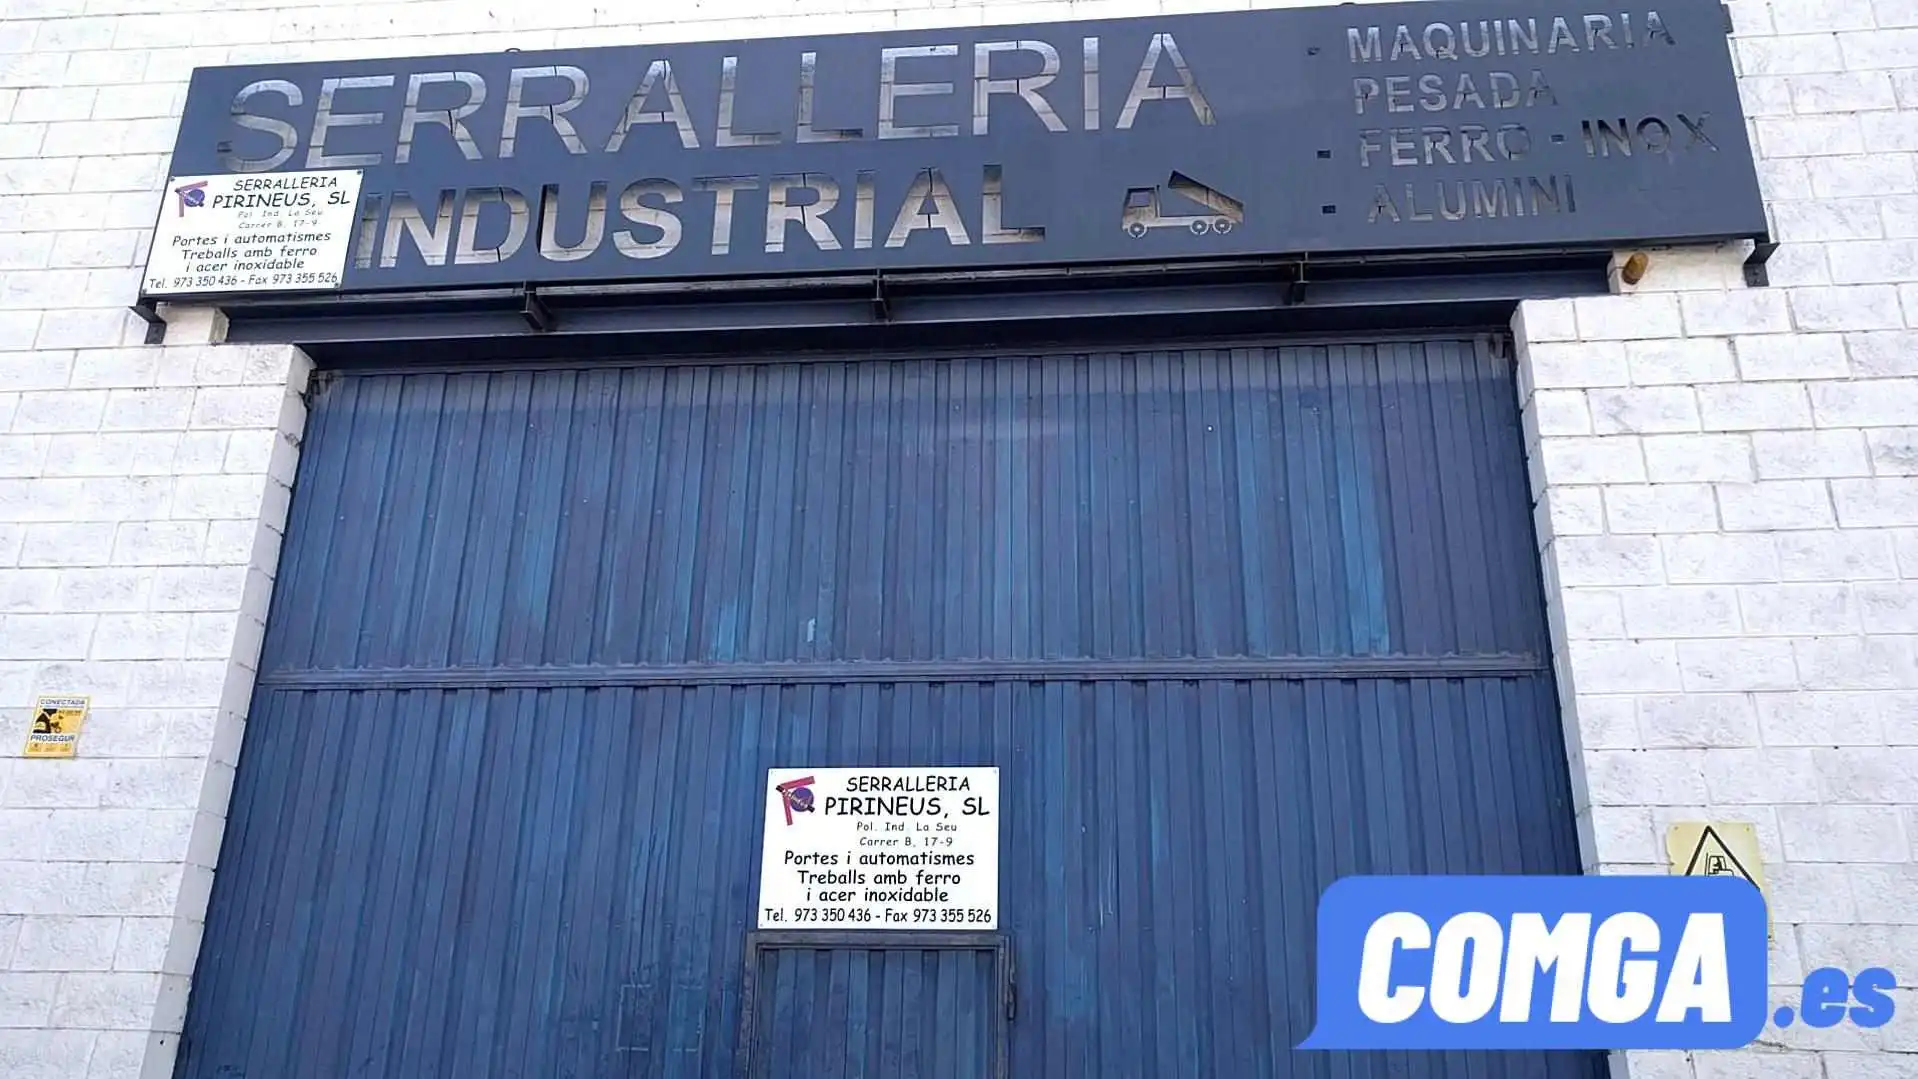 SERRALLERIA
INDUSTRIAL
MAQUINARIA
PESADA
FERRO - INOX
ALUMINI
SERRALLERIA
PIRINEUS, SL
Pol. Ind. La Seu
Carrer B, 17-9
Portes i automatismes
Treballs amb ferro
i acer inoxidable
Tel. 973 350 436 - Fax 973 355 526
CONECTADA
PROSEGUR
SERRALLERIA
PIRINEUS, SL
Pol. Ind. La Seu
Carrer B, 17-9
Portes i automatismes
Treballs amb ferro
i acer inoxidable
Tel. 973 350 436 - Fax 973 355 526
COMGA.es